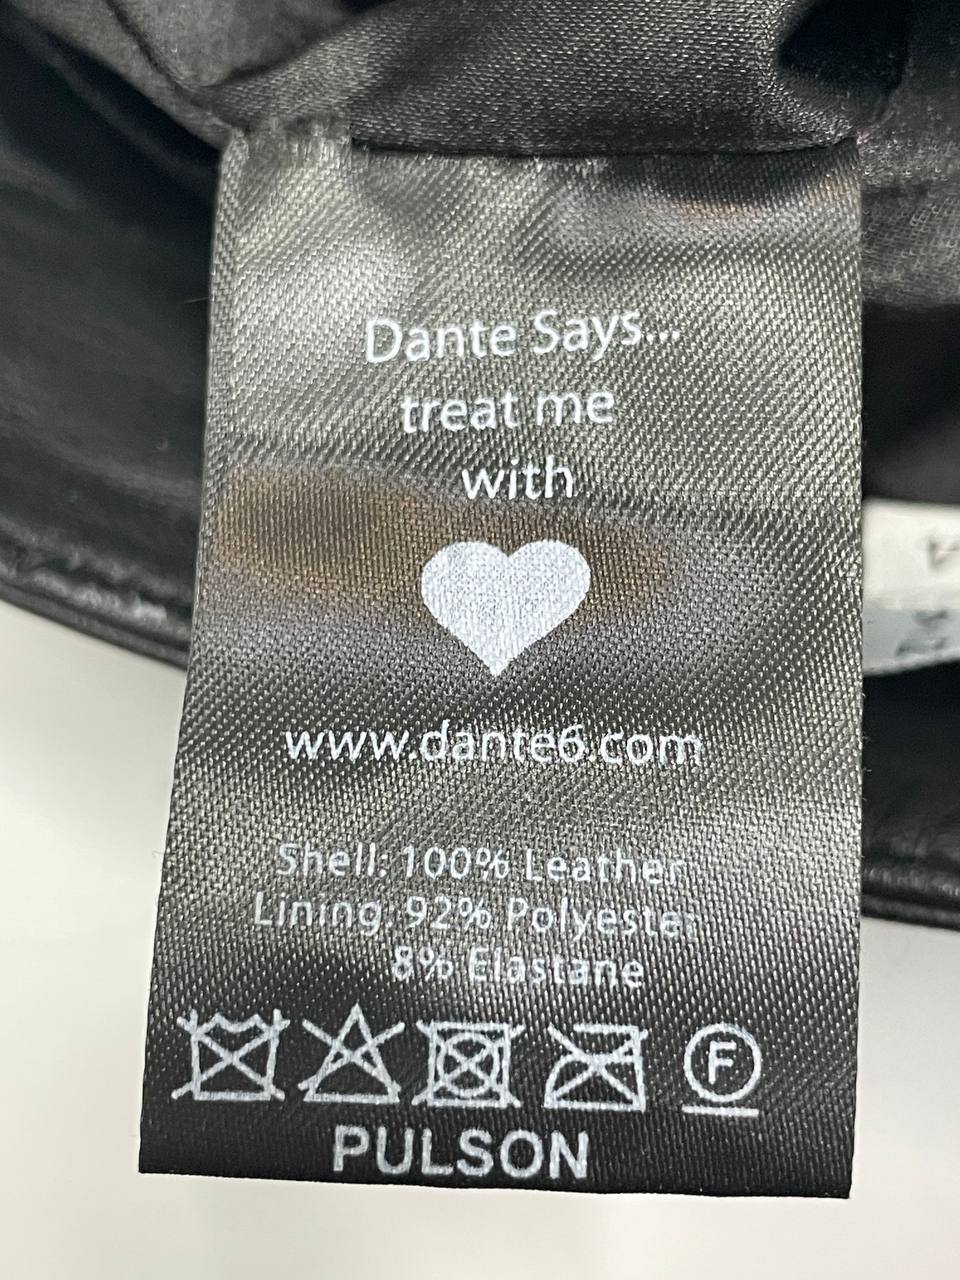 Dante Says...
treat me
with
www.dante6.com
Shell: 100% Leather
Lining: 92% Polyester
8% Elastane
F
PULSON